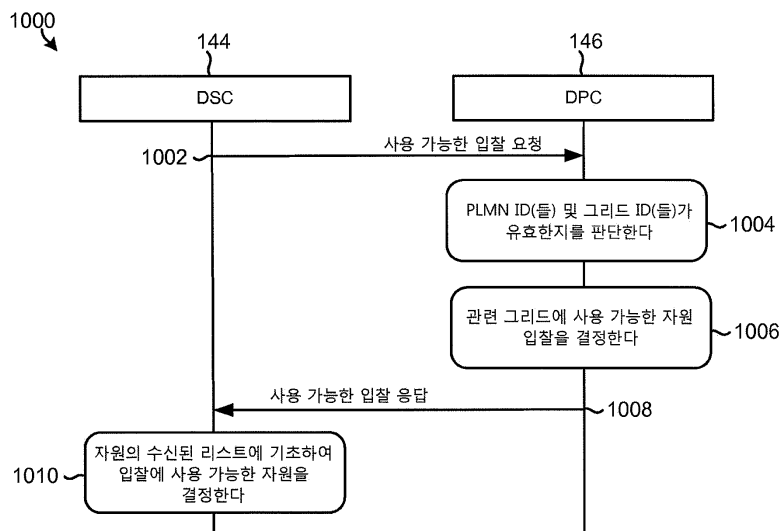 1000
144
146
DSC
DPC
사용 가능한 입찰 요청
1002
PLMN ID(들) 및 그리드 ID(들)가
유효한지를 판단한다
1004
관련 그리드에 사용 가능한 자원
입찰을 결정한다
1006
사용 가능한 입찰 응답
1008
자원의 수신된 리스트에 기초하여
입찰에 사용 가능한 자원을
결정한다
1010